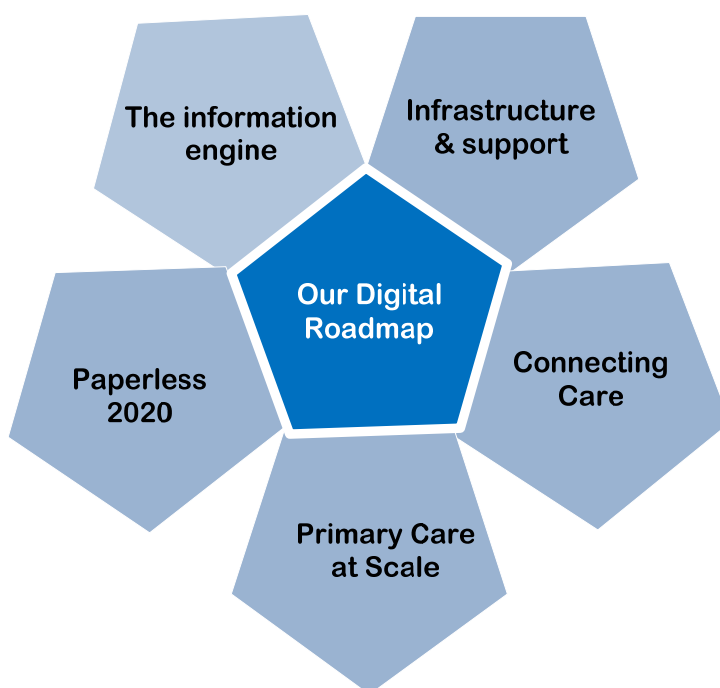 The information
engine
Infrastructure
& support
Our Digital
Roadmap
Connecting
Care
Paperless
2020
Primary Care
at Scale